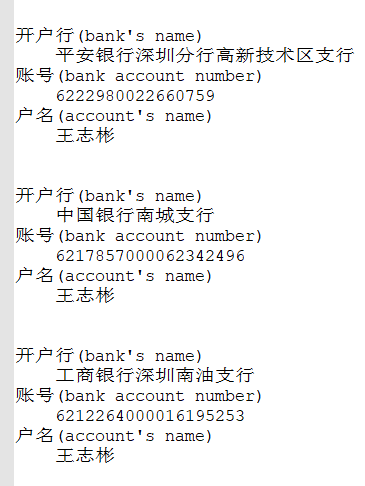 开户行(bank's name)
平安银行深圳分行高新技术区支行
账号(bank account number)
6222980022660759
户名(account's name)
王志彬
开户行(bank's name)
中国银行南城支行
账号(bank account number)
6217857000062342496
户名(account's name)
王志彬
开户行(bank's name)
工商银行深圳南油支行
账号(bank account number)
6212264000016195253
户名(account's name)
王志彬